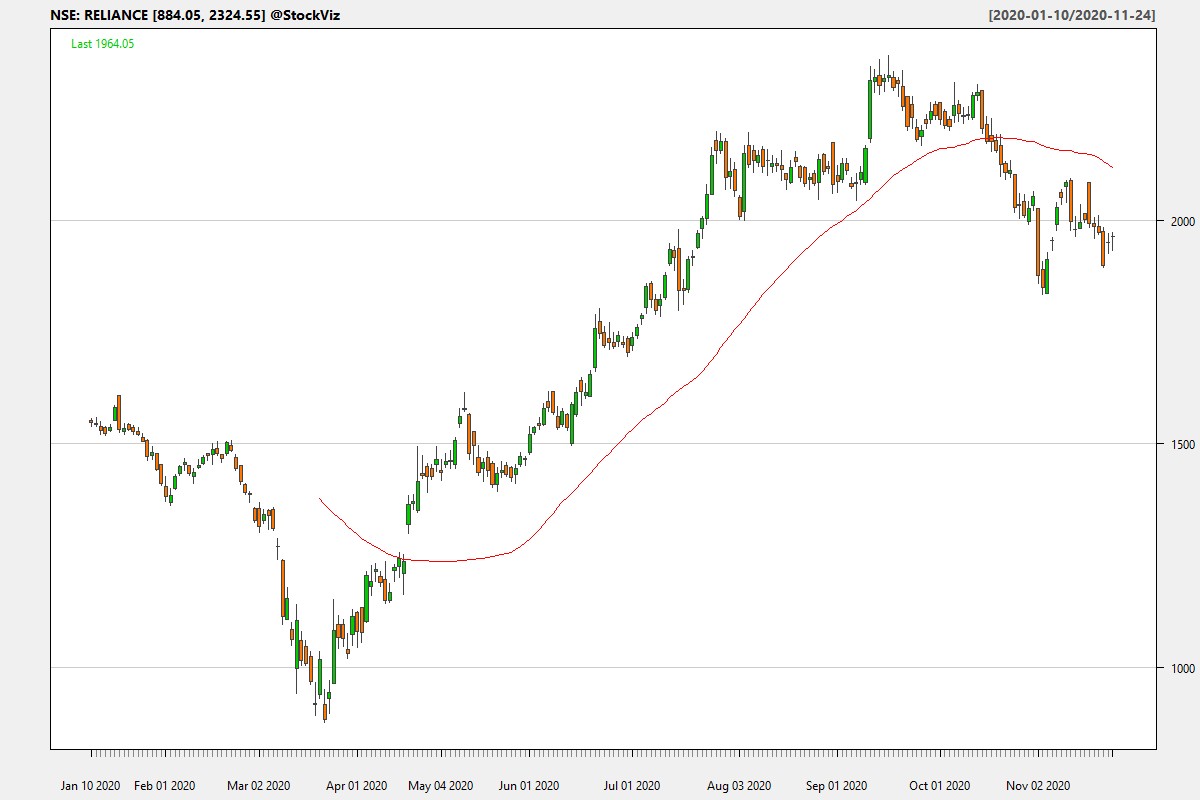 NSE: RELIANCE [884.05, 2324.55] @StockViz [2020-01-10/2020-11-24]
Last 1964.05
2000
1500
1000
Jan 10 2020 Feb 01 2020 Mar 02 2020 Apr 01 2020 May 04 2020 Jun 01 2020 Jul 01 2020 Aug 03 2020 Sep 01 2020 Oct 01 2020 Nov 02 2020